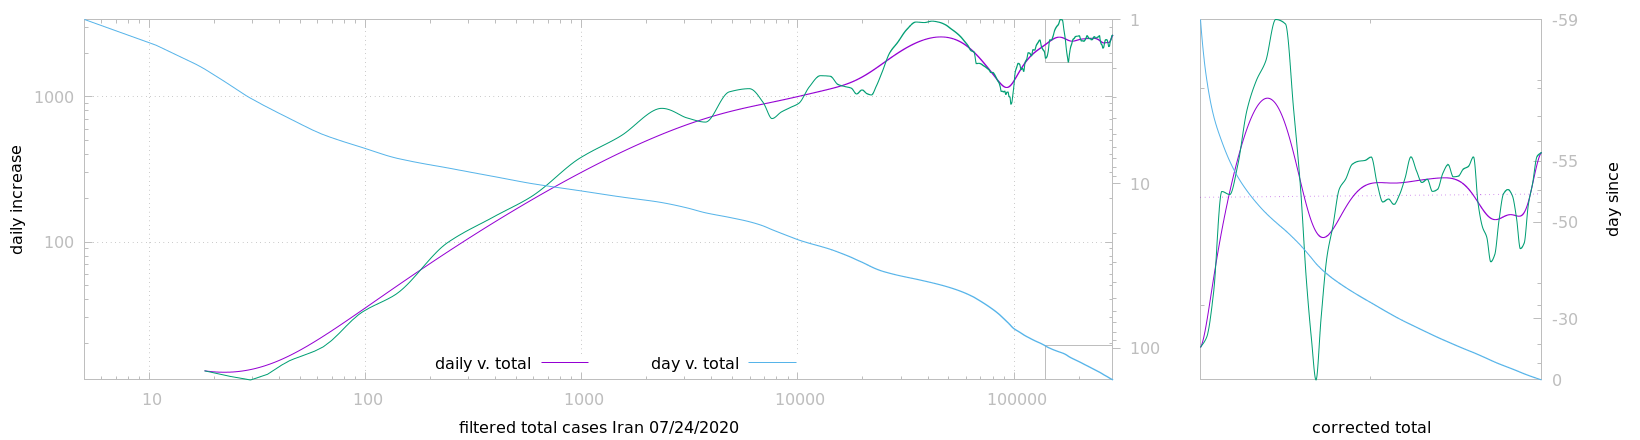 1000
100
daily increase
10
100
1000
10000
100000
filtered total cases Iran 07/24/2020
daily v. total
day v. total
1
10
100
-59
-55
-50
-30
0
day since
corrected total